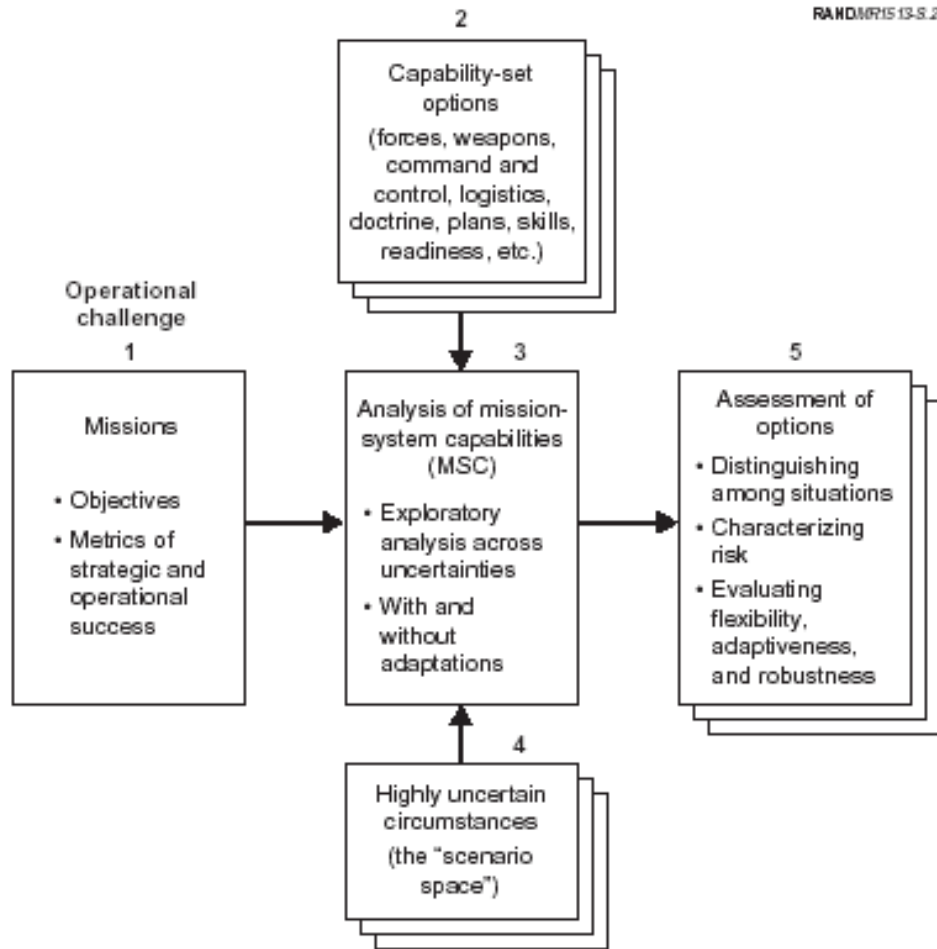 RANDMR1513-S.2
2
Capability-set
options
(forces, weapons,
command and
control, logistics,
doctrine, plans, skills,
readiness, etc.)
Operational
challenge
1
Missions
• Objectives
• Metrics of
strategic and
operational
success
3
Analysis of mission-
system capabilities
(MSC)
• Exploratory
analysis across
uncertainties
• With and
without
adaptations
5
Assessment of
options
• Distinguishing
among situations
• Characterizing
risk
• Evaluating
flexibility,
adaptiveness,
and robustness
4
Highly uncertain
circumstances
(the “scenario
space”)